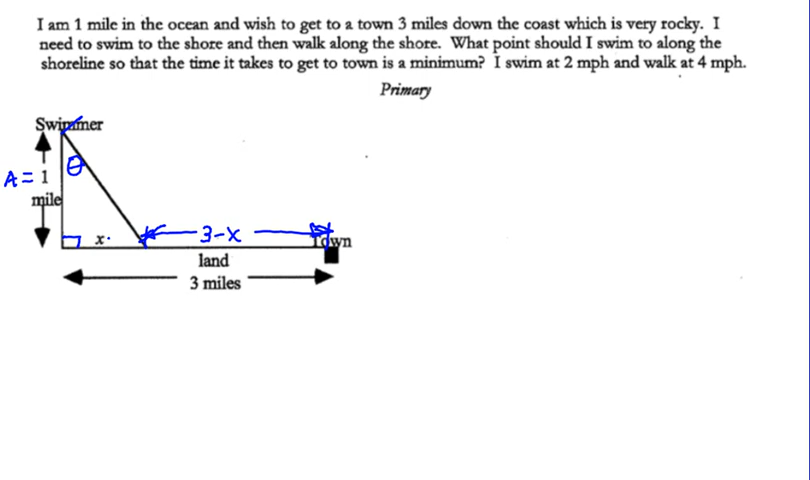 I am 1 mile in the ocean and wish to get to a town 3 miles down the coast which is very rocky. I
need to swim to the shore and then walk along the shore. What point should I swim to along the
shoreline so that the time it takes to get to town is a minimum? I swim at 2 mph and walk at 4 mph.
Primary
Swimmer
θ
A = 1
mile
x
3-x
Town
land
3 miles